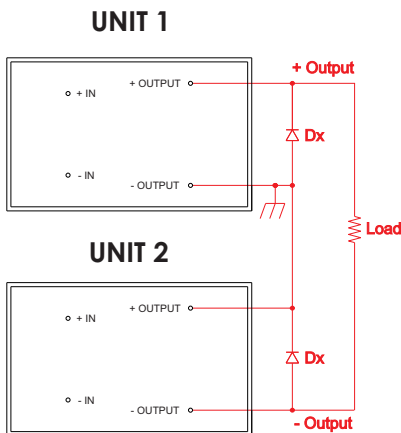 UNIT 1
+ Output
+ OUTPUT
+ IN
Dx
- IN
- OUTPUT
Load
UNIT 2
+ OUTPUT
+ IN
Dx
- IN
- OUTPUT
- Output